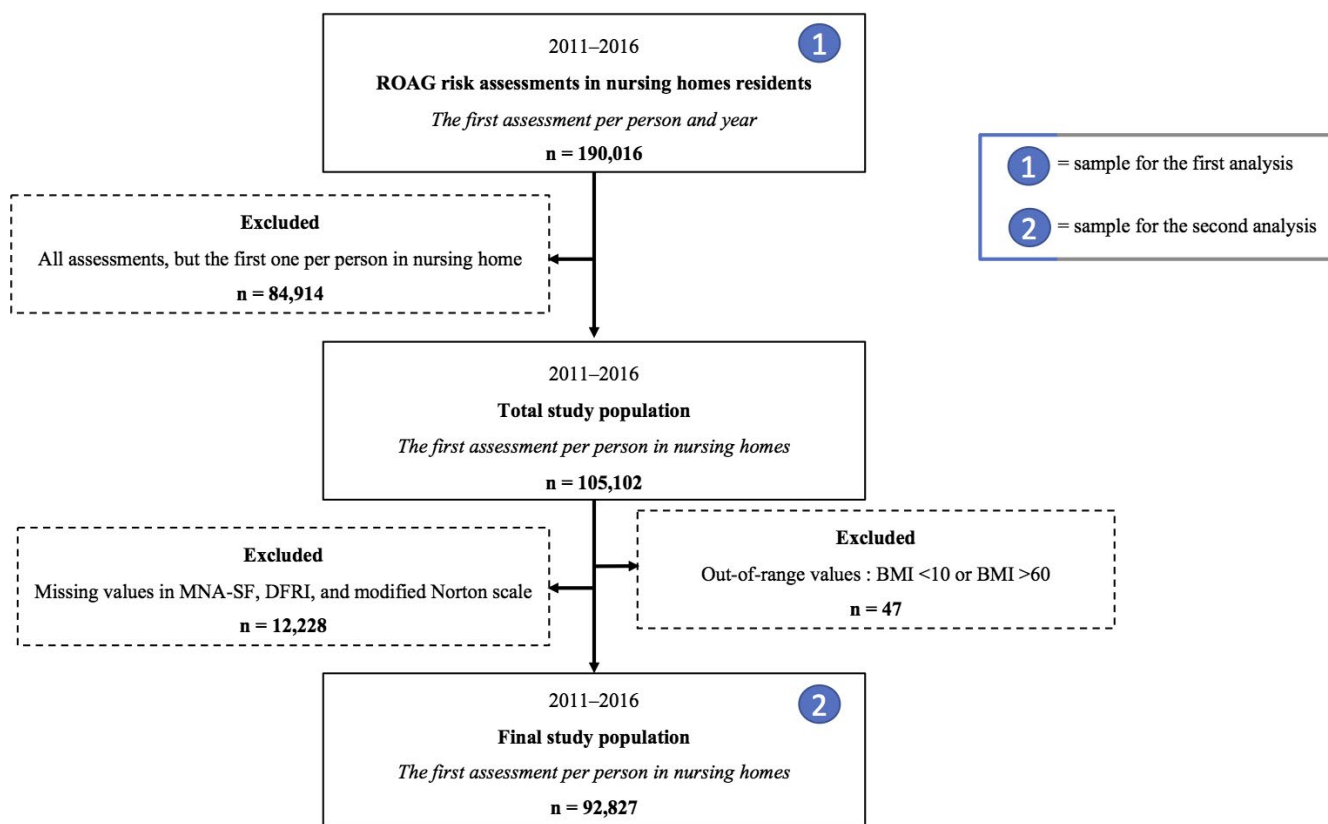 2011–2016
1
ROAG risk assessments in nursing homes residents
The first assessment per person and year
n = 190,016
1 = sample for the first analysis
2 = sample for the second analysis
Excluded
All assessments, but the first one per person in nursing home
n = 84,914
2011–2016
Total study population
The first assessment per person in nursing homes
n = 105,102
Excluded
Missing values in MNA-SF, DFRI, and modified Norton scale
n = 12,228
Excluded
Out-of-range values : BMI <10 or BMI >60
n = 47
2011–2016
2
Final study population
The first assessment per person in nursing homes
n = 92,827